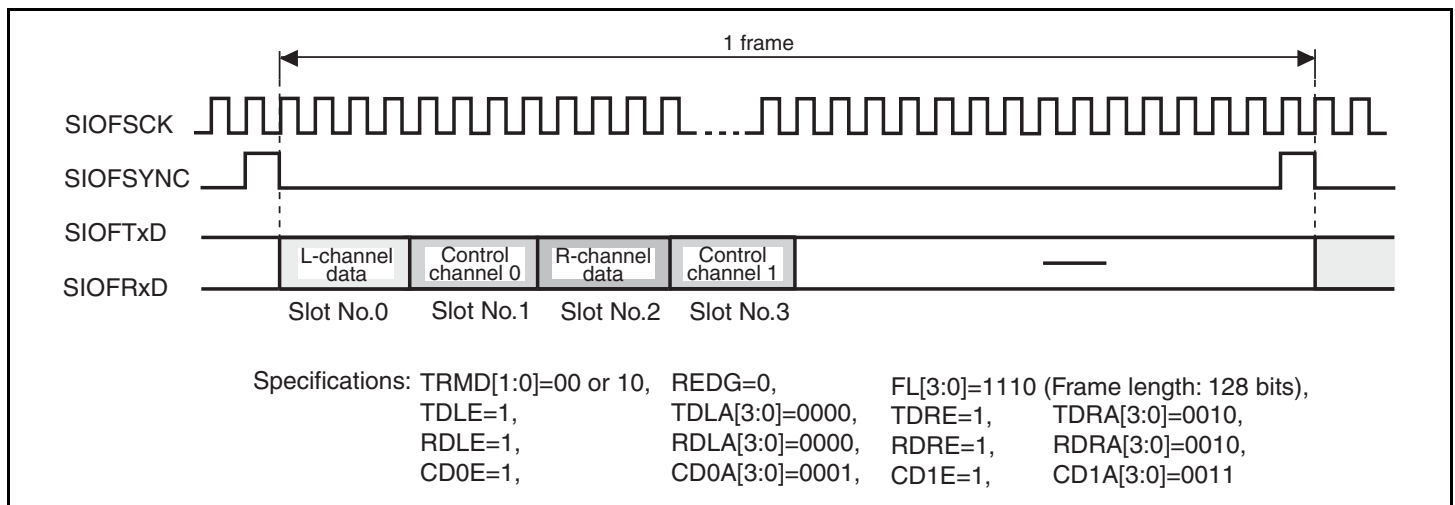 1 frame
SIOFSCK
SIOFSYNC
SIOFTxD
SIOFRxD
L-channel data
Control channel 0
R-channel data
Control channel 1
Slot No.0 Slot No.1 Slot No.2 Slot No.3
Specifications: TRMD[1:0]=00 or 10, REDG=0, FL[3:0]=1110 (Frame length: 128 bits),
TDLE=1, TDLA[3:0]=0000, TDRE=1, TDRA[3:0]=0010,
RDLE=1, RDLA[3:0]=0000, RDRE=1, RDRA[3:0]=0010,
CD0E=1, CD0A[3:0]=0001, CD1E=1, CD1A[3:0]=0011